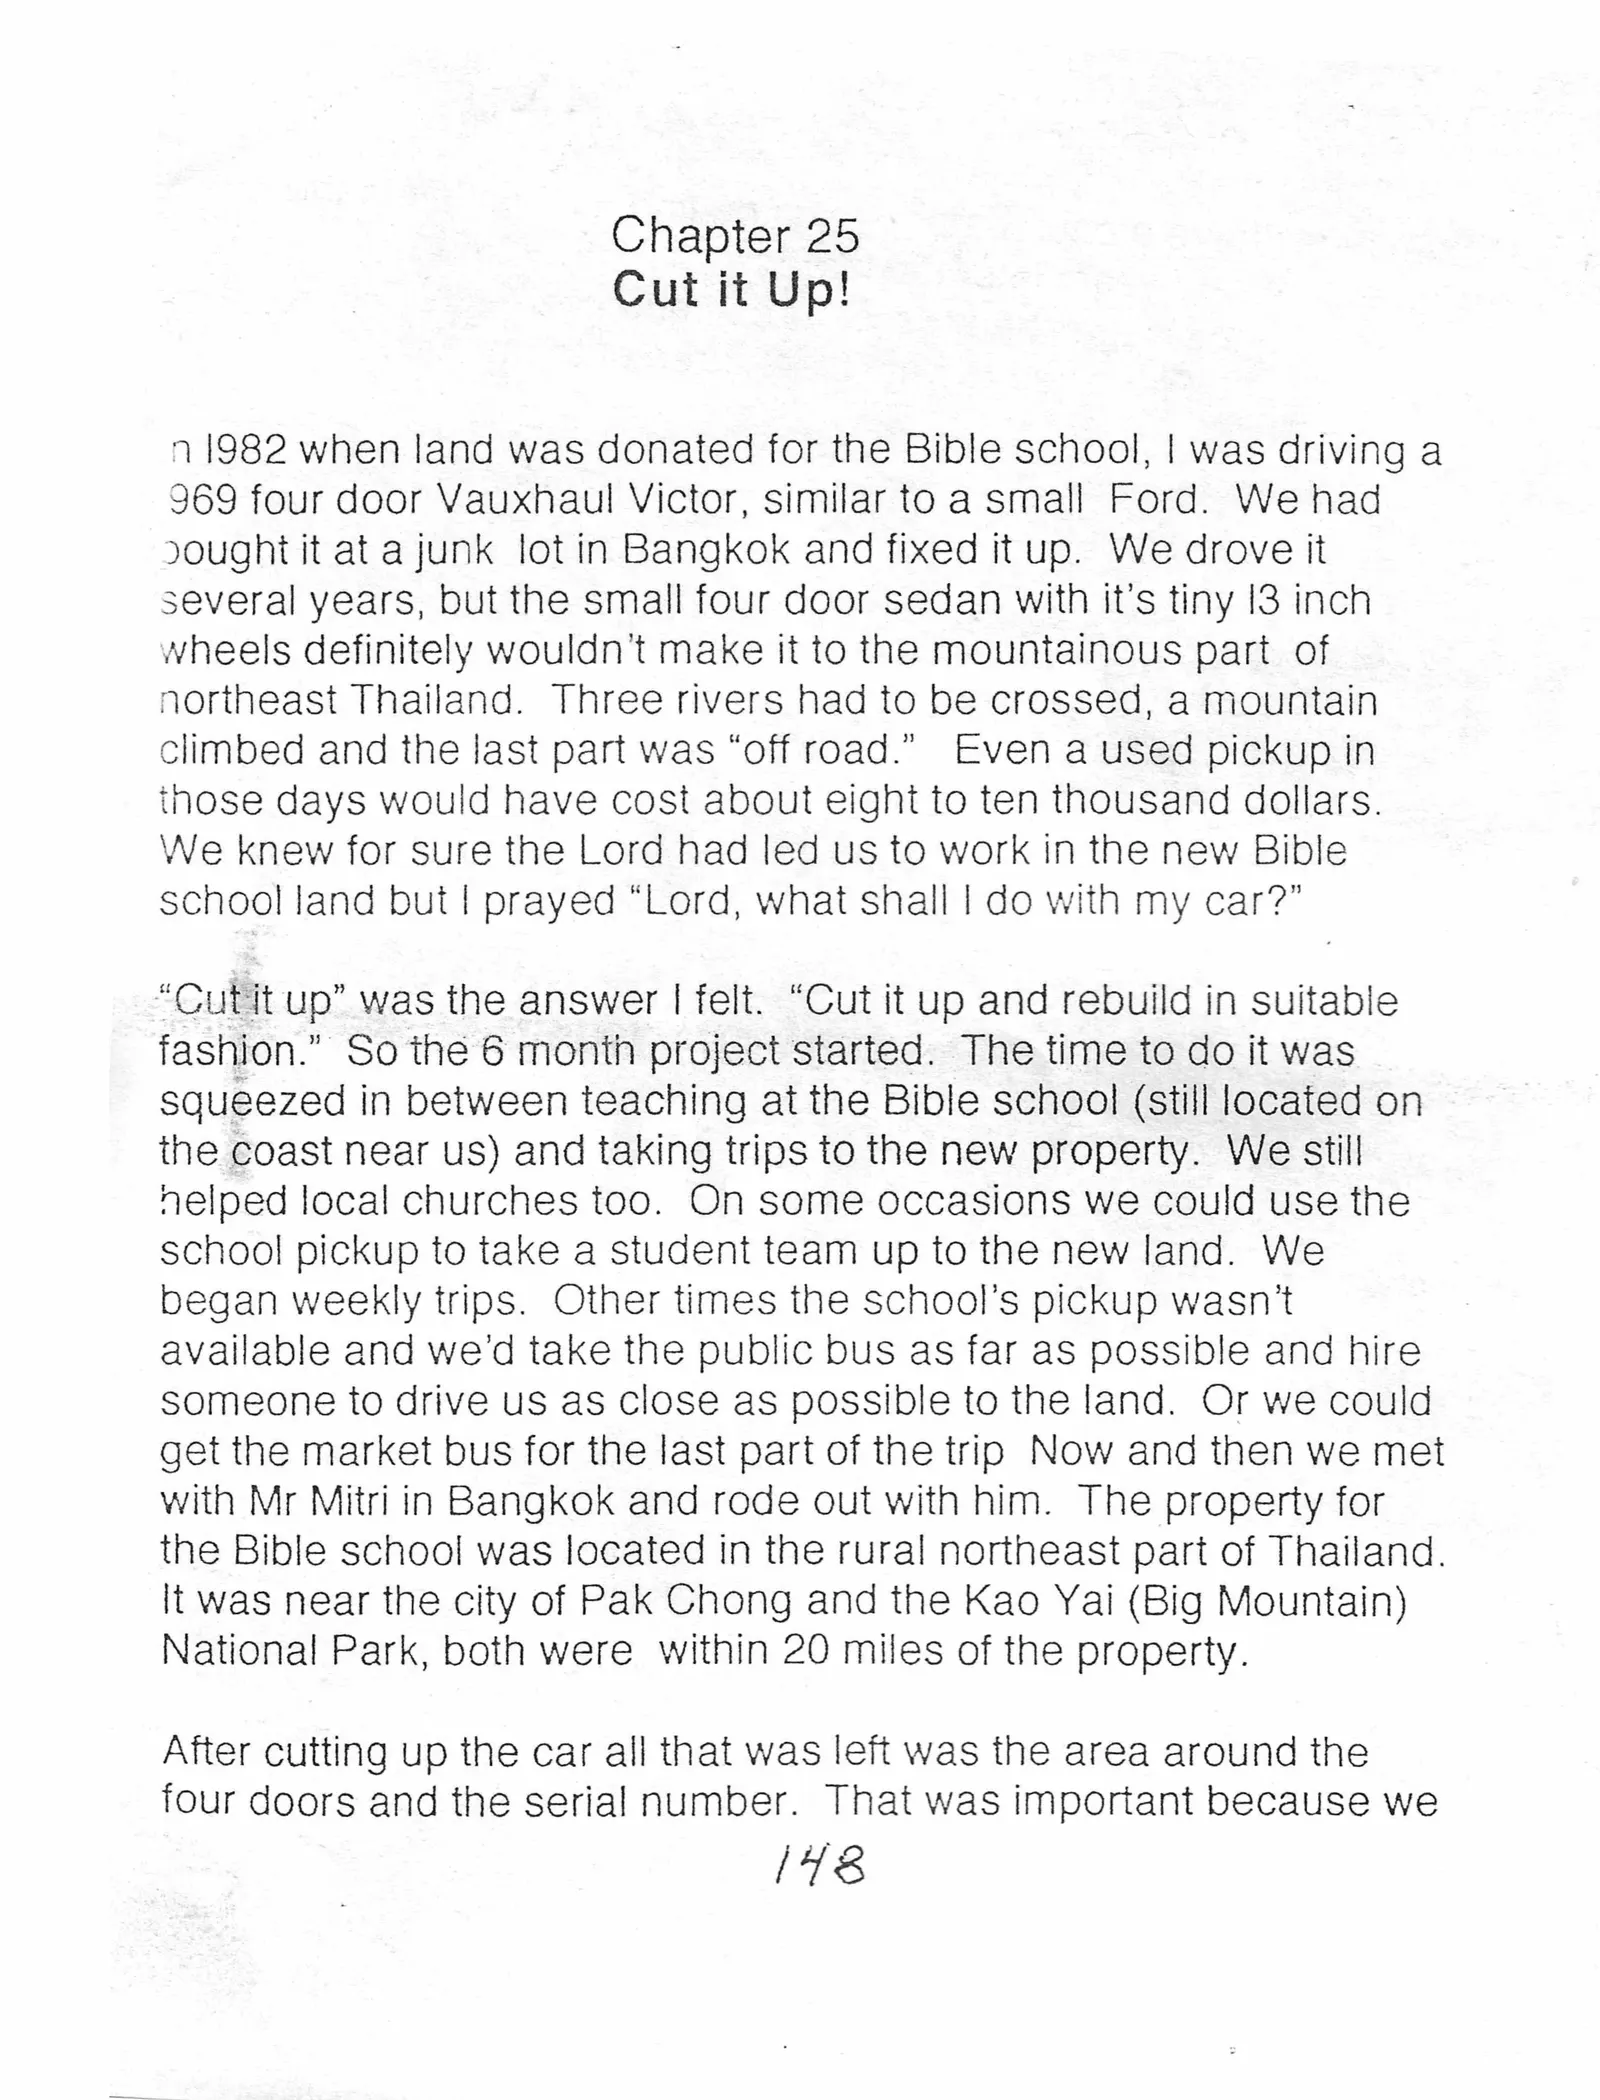 Chapter 25
Cut it Up!
n 1982 when land was donated for the Bible school, I was driving a
969 four door Vauxhaul Victor, similar to a small Ford. We had
bought it at a junk lot in Bangkok and fixed it up. We drove it
several years, but the small four door sedan with it's tiny 13 inch
wheels definitely wouldn't make it to the mountainous part of
northeast Thailand. Three rivers had to be crossed, a mountain
climbed and the last part was “off road.” Even a used pickup in
those days would have cost about eight to ten thousand dollars.
We knew for sure the Lord had led us to work in the new Bible
school land but I prayed “Lord, what shall I do with my car?”
“Cut it up” was the answer I felt. “Cut it up and rebuild in suitable
fashion.” So the 6 month project started. The time to do it was
squeezed in between teaching at the Bible school (still located on
the coast near us) and taking trips to the new property. We still
helped local churches too. On some occasions we could use the
school pickup to take a student team up to the new land. We
began weekly trips. Other times the school's pickup wasn't
available and we'd take the public bus as far as possible and hire
someone to drive us as close as possible to the land. Or we could
get the market bus for the last part of the trip Now and then we met
with Mr Mitri in Bangkok and rode out with him. The property for
the Bible school was located in the rural northeast part of Thailand.
It was near the city of Pak Chong and the Kao Yai (Big Mountain)
National Park, both were within 20 miles of the property.
After cutting up the car all that was left was the area around the
four doors and the serial number. That was important because we
148